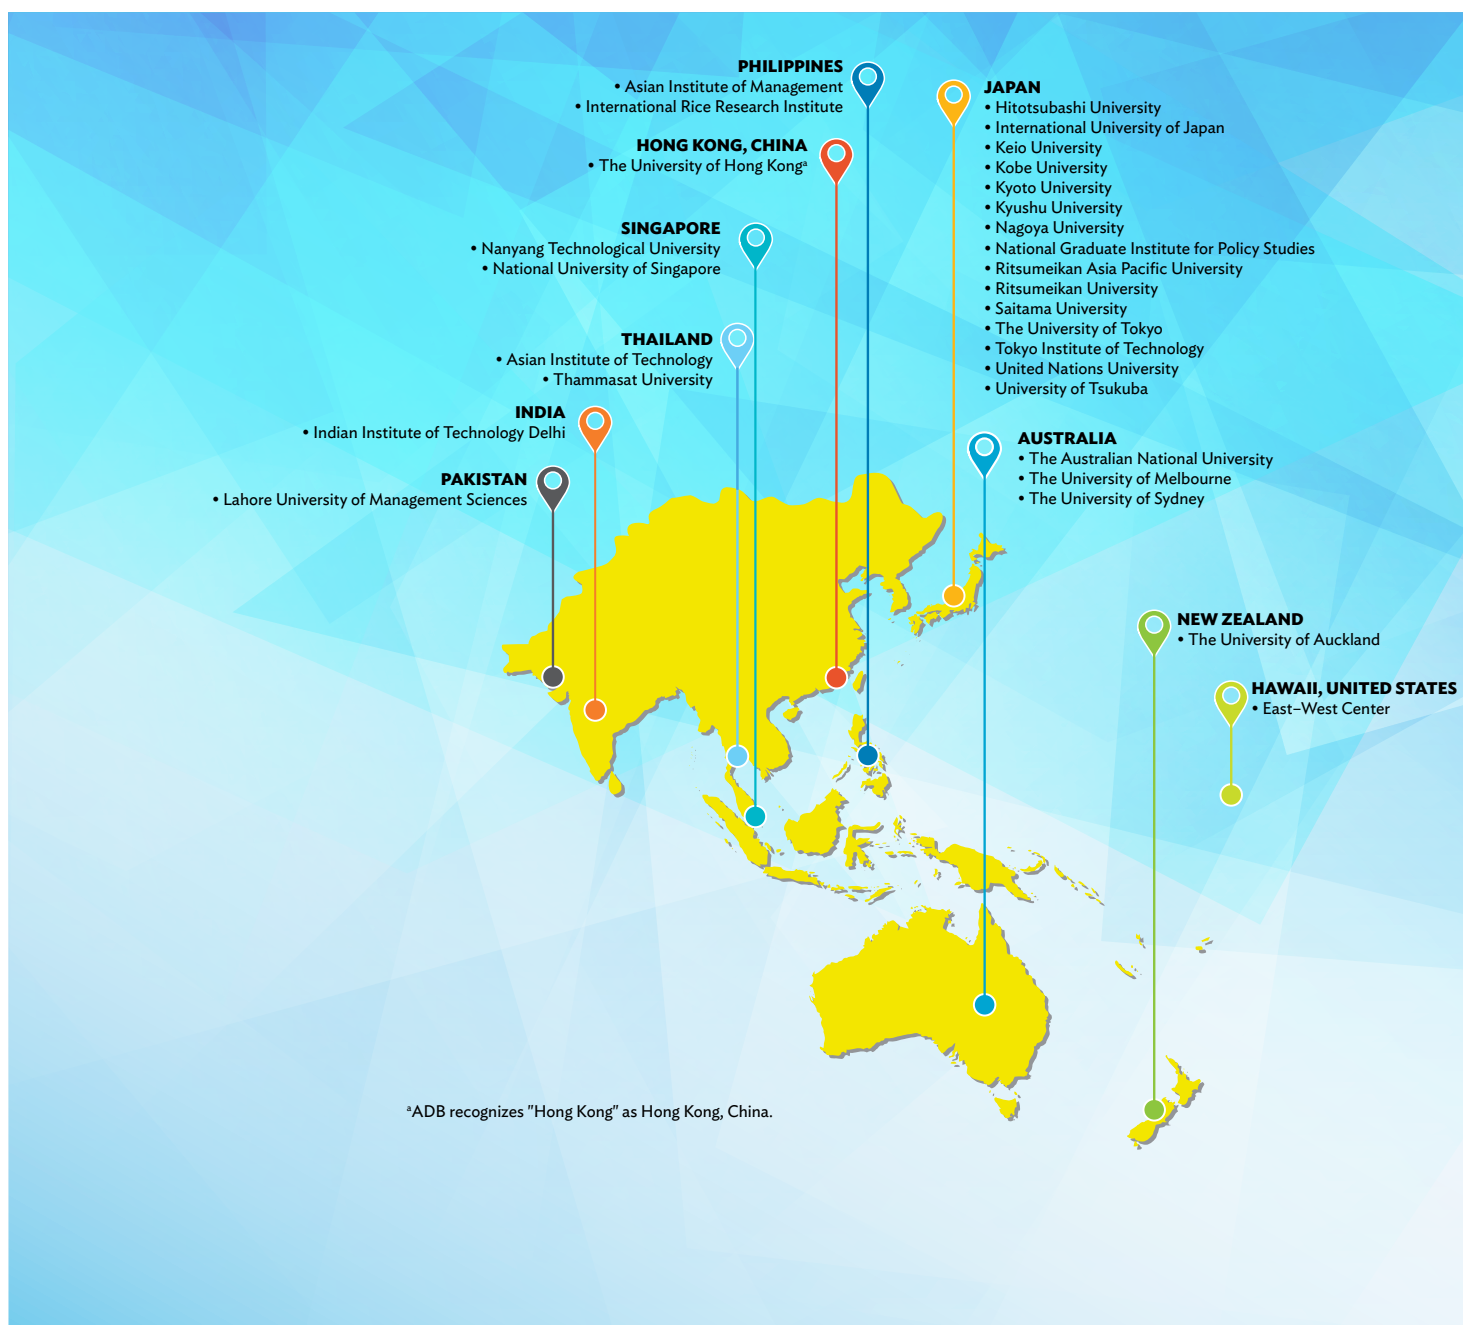 PHILIPPINES
• Asian Institute of Management
• International Rice Research Institute
HONG KONG, CHINA
• The University of Hong Kongᵃ
SINGAPORE
• Nanyang Technological University
• National University of Singapore
THAILAND
• Asian Institute of Technology
• Thammasat University
INDIA
• Indian Institute of Technology Delhi
PAKISTAN
• Lahore University of Management Sciences
JAPAN
• Hitotsubashi University
• International University of Japan
• Keio University
• Kobe University
• Kyoto University
• Kyushu University
• Nagoya University
• National Graduate Institute for Policy Studies
• Ritsumeikan Asia Pacific University
• Ritsumeikan University
• Saitama University
• The University of Tokyo
• Tokyo Institute of Technology
• United Nations University
• University of Tsukuba
AUSTRALIA
• The Australian National University
• The University of Melbourne
• The University of Sydney
NEW ZEALAND
• The University of Auckland
HAWAII, UNITED STATES
• East–West Center
ᵃADB recognizes "Hong Kong" as Hong Kong, China.